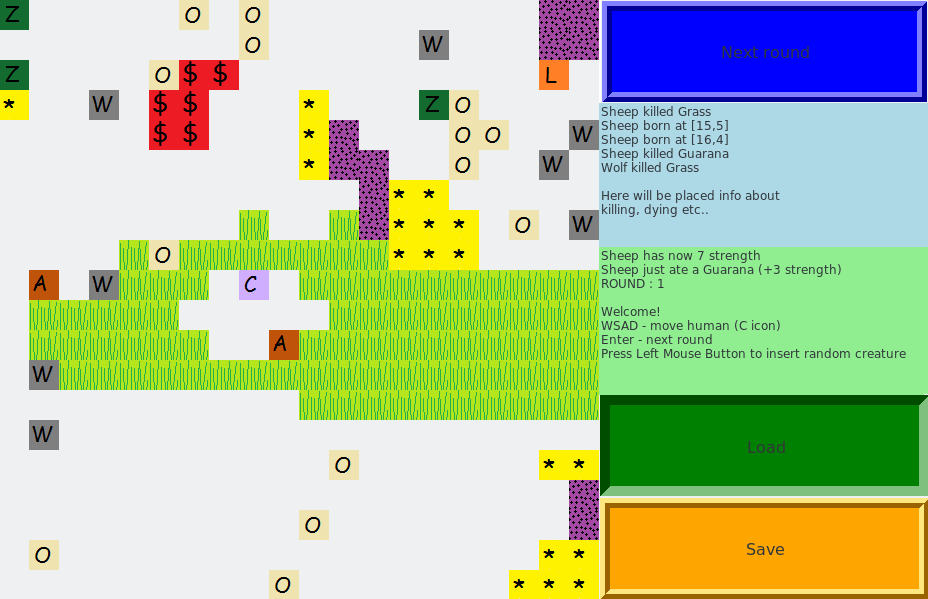 Z O O
O W
Z O $ $ L
* W $ $ * Z O
$ $ * O O W
* O W
* *
* * * O W
O * * *
A W C
A
W
W
O * *
O
O * *
O * * *
Next round
Sheep killed Grass
Sheep born at [15,5]
Sheep born at [16,4]
Sheep killed Guarana
Wolf killed Grass
Here will be placed info about
killing, dying etc..
Sheep has now 7 strength
Sheep just ate a Guarana (+3 strength)
ROUND : 1
Welcome!
WSAD - move human (C icon)
Enter - next round
Press Left Mouse Button to insert random creature
Load
Save